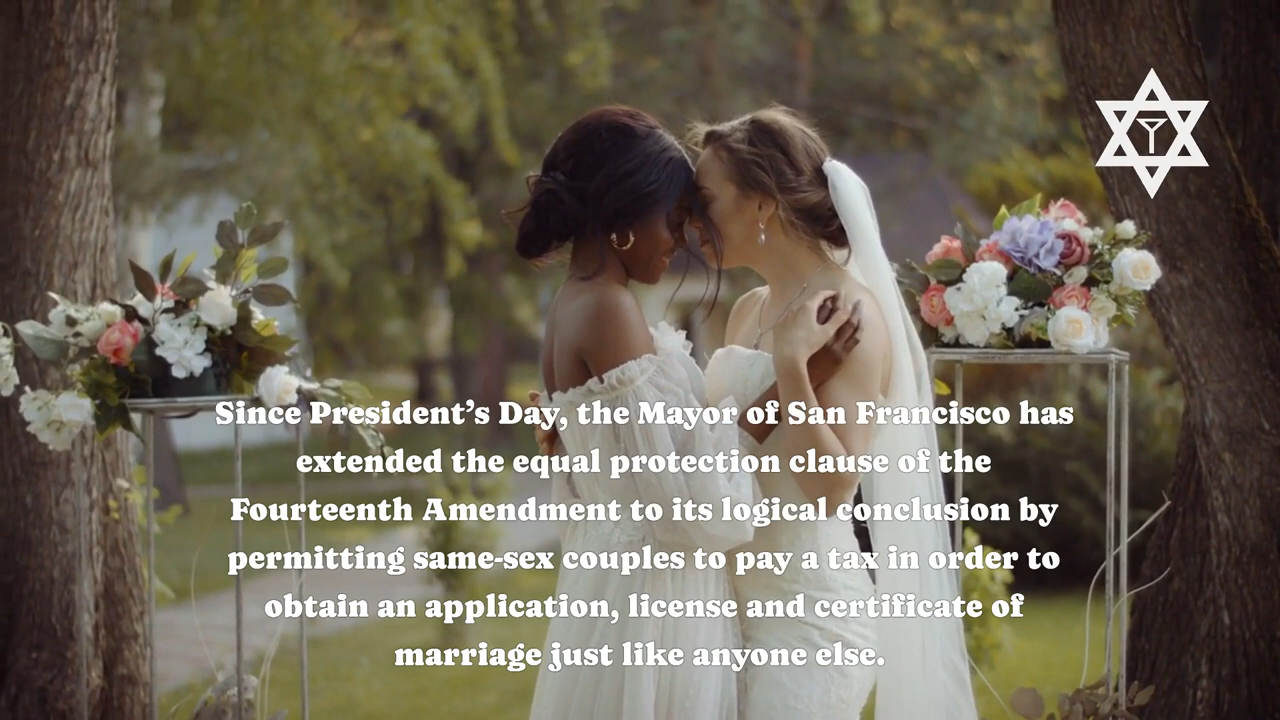 Since President’s Day, the Mayor of San Francisco has
extended the equal protection clause of the
Fourteenth Amendment to its logical conclusion by
permitting same-sex couples to pay a tax in order to
obtain an application, license and certificate of
marriage just like anyone else.